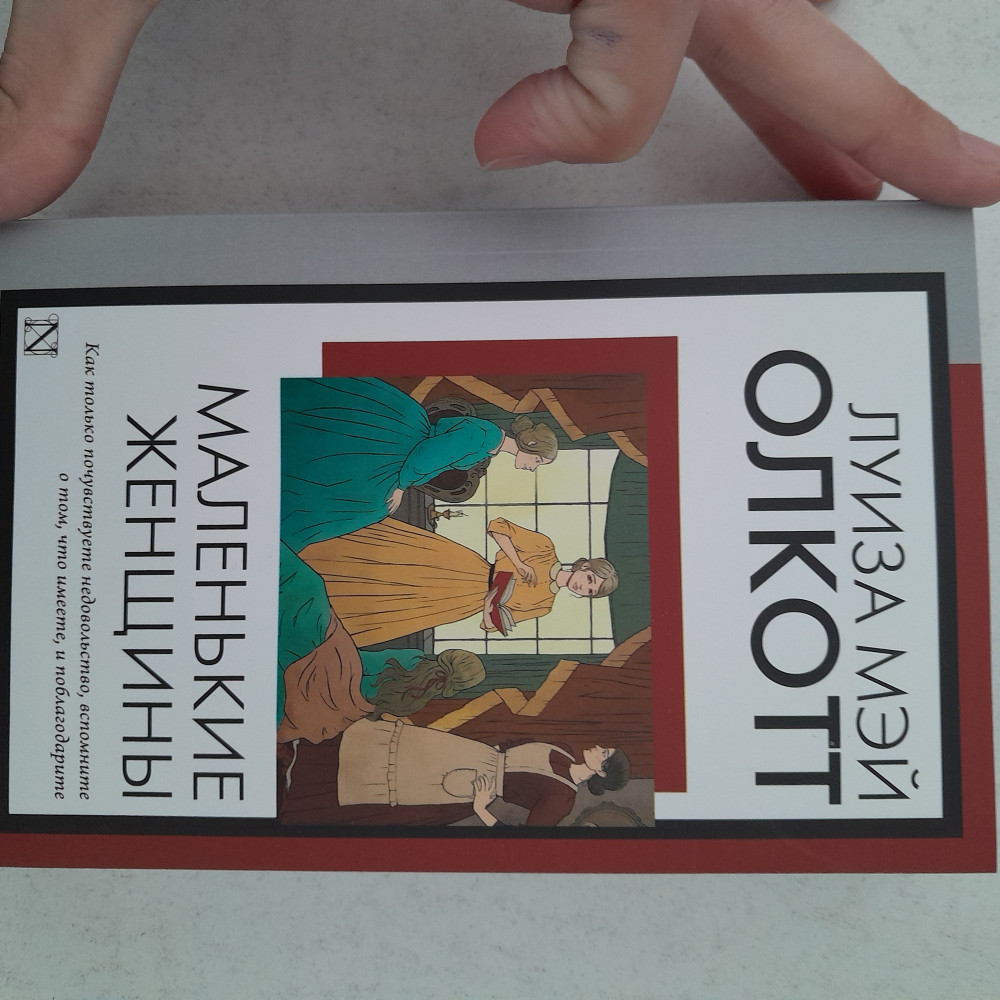 ЛУИЗА МЭЙ
ОЛКОТТ
МАЛЕНЬКИЕ
ЖЕНЩИНЫ
Как только почувствуете недовольство, вспомните
о том, что имеете, и поблагодарите
N